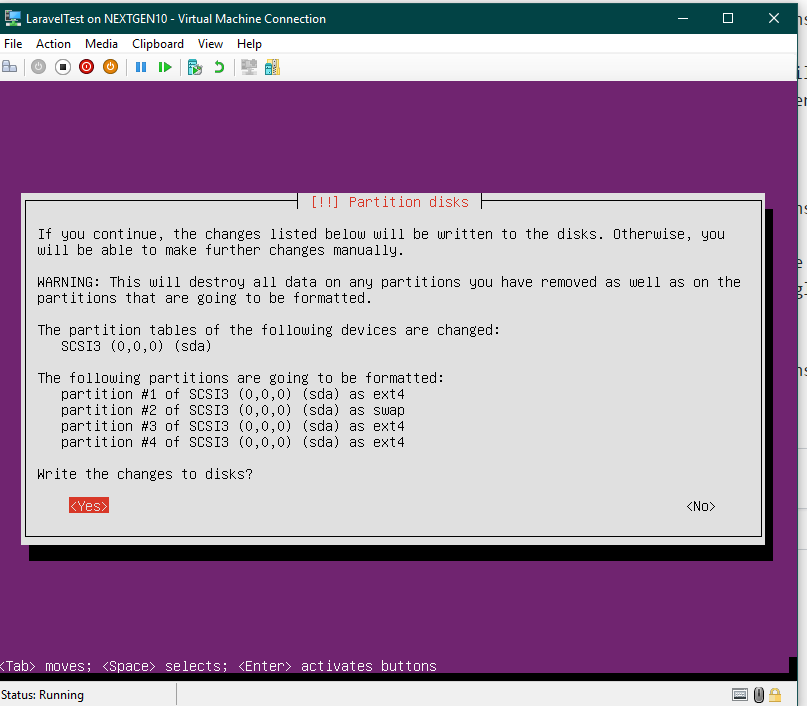 LaravelTest on NEXTGEN10 - Virtual Machine Connection
File Action Media Clipboard View Help
[!!] Partition disks
If you continue, the changes listed below will be written to the disks. Otherwise, you
will be able to make further changes manually.
WARNING: This will destroy all data on any partitions you have removed as well as on the
partitions that are going to be formatted.
The partition tables of the following devices are changed:
SCSI3 (0,0,0) (sda)
The following partitions are going to be formatted:
partition #1 of SCSI3 (0,0,0) (sda) as ext4
partition #2 of SCSI3 (0,0,0) (sda) as swap
partition #3 of SCSI3 (0,0,0) (sda) as ext4
partition #4 of SCSI3 (0,0,0) (sda) as ext4
Write the changes to disks?
<Yes> <No>
<Tab> moves; <Space> selects; <Enter> activates buttons
Status: Running